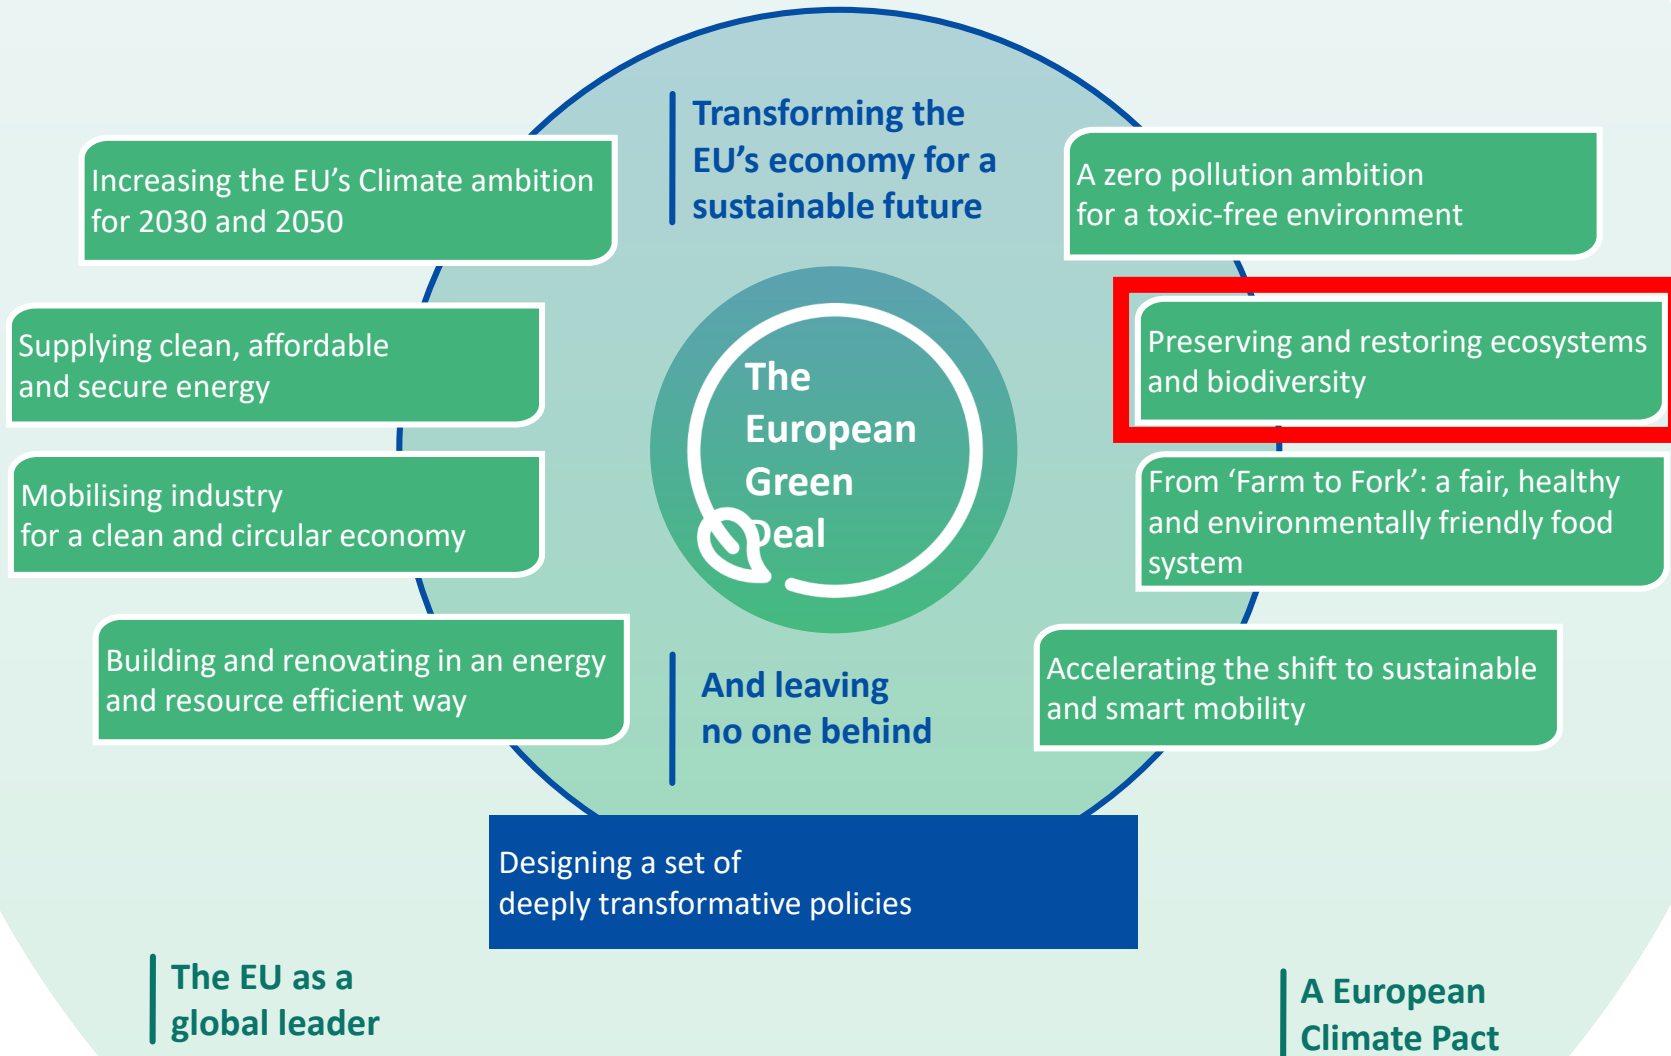 Transforming the
EU’s economy for a
sustainable future
Increasing the EU’s Climate ambition
for 2030 and 2050
Supplying clean, affordable
and secure energy
Mobilising industry
for a clean and circular economy
Building and renovating in an energy
and resource efficient way
The
European
Green
Deal
A zero pollution ambition
for a toxic-free environment
Preserving and restoring ecosystems
and biodiversity
From ‘Farm to Fork’: a fair, healthy
and environmentally friendly food
system
Accelerating the shift to sustainable
and smart mobility
And leaving
no one behind
Designing a set of
deeply transformative policies
The EU as a
global leader
A European
Climate Pact